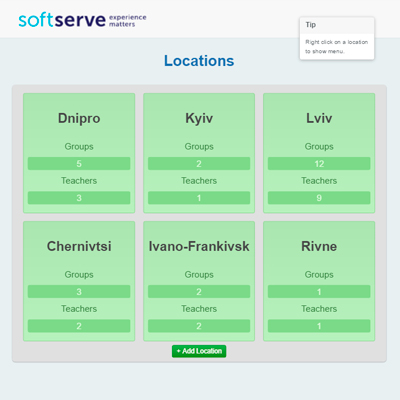 softserve experience
matters
Tip
Right click on a location
to show menu.
Locations
Dnipro
Groups
5
Teachers
3
Kyiv
Groups
2
Teachers
1
Lviv
Groups
12
Teachers
9
Chernivtsi
Groups
3
Teachers
2
Ivano-Frankivsk
Groups
2
Teachers
2
Rivne
Groups
1
Teachers
1
+ Add Location